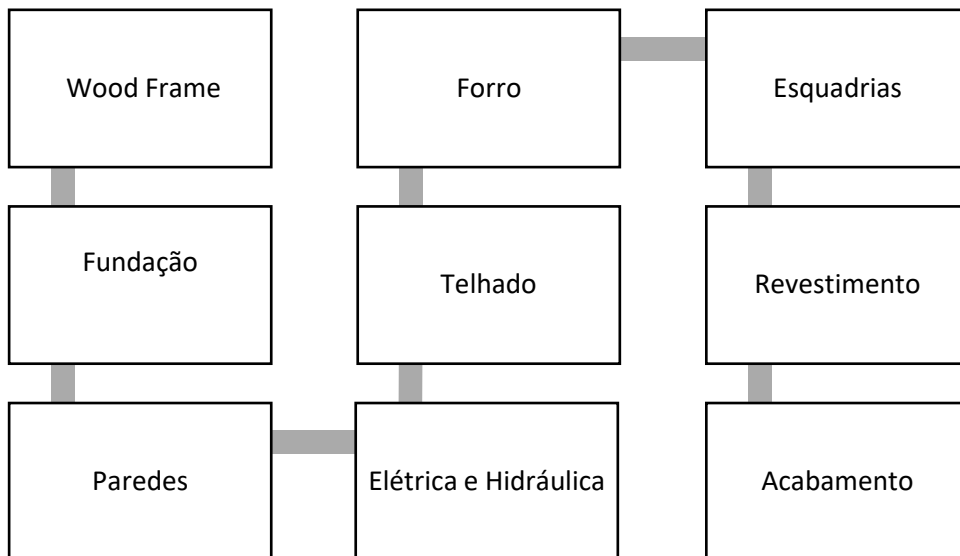 Wood Frame
Fundação
Paredes
Elétrica e Hidráulica
Telhado
Forro
Esquadrias
Revestimento
Acabamento